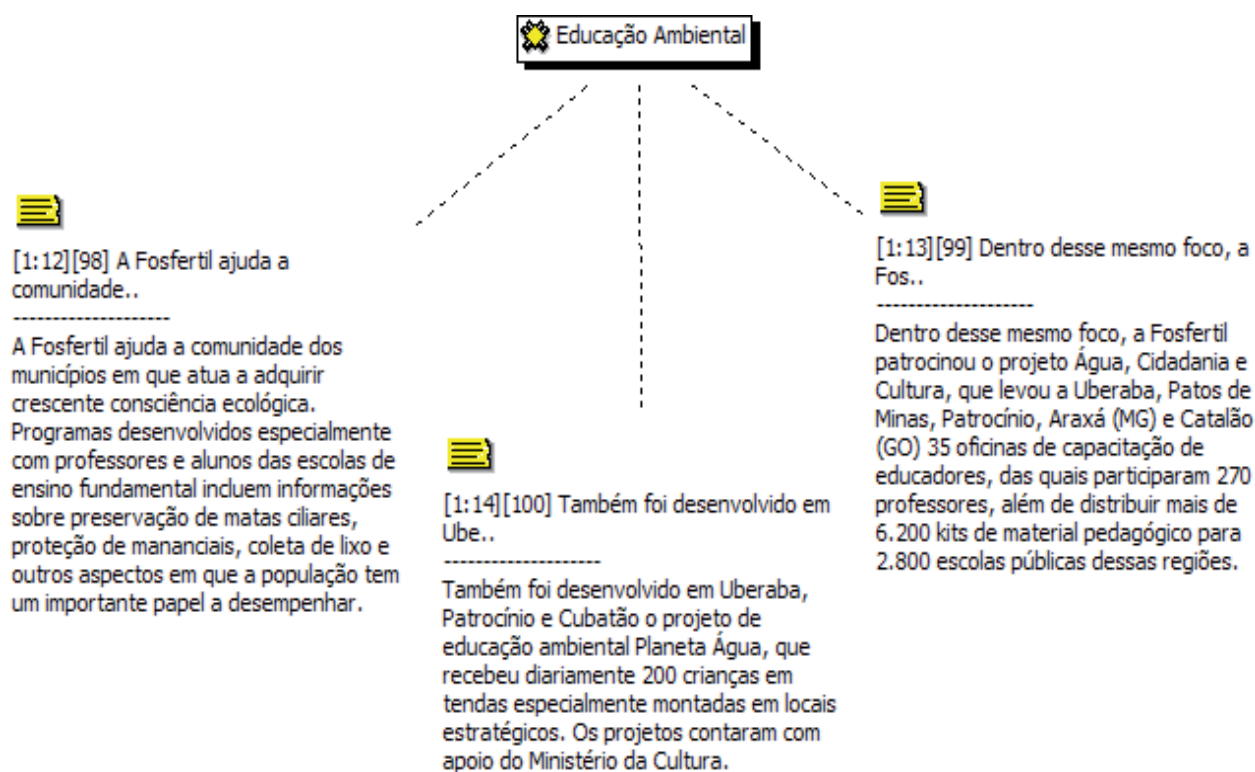 Educação Ambiental
[1:12][98] A Fosfertil ajuda a
comunidade..
--------------------
A Fosfertil ajuda a comunidade dos
municípios em que atua a adquirir
crescente consciência ecológica.
Programas desenvolvidos especialmente
com professores e alunos das escolas de
ensino fundamental incluem informações
sobre preservação de matas ciliares,
proteção de mananciais, coleta de lixo e
outros aspectos em que a população tem
um importante papel a desempenhar.
[1:14][100] Também foi desenvolvido em
Ube..
--------------------
Também foi desenvolvido em Uberaba,
Patrocínio e Cubatão o projeto de
educação ambiental Planeta Água, que
recebeu diariamente 200 crianças em
tendas especialmente montadas em locais
estratégicos. Os projetos contaram com
apoio do Ministério da Cultura.
[1:13][99] Dentro desse mesmo foco, a
Fos..
--------------------
Dentro desse mesmo foco, a Fosfertil
patrocinou o projeto Água, Cidadania e
Cultura, que levou a Uberaba, Patos de
Minas, Patrocínio, Araxá (MG) e Catalão
(GO) 35 oficinas de capacitação de
educadores, das quais participaram 270
professores, além de distribuir mais de
6.200 kits de material pedagógico para
2.800 escolas públicas dessas regiões.